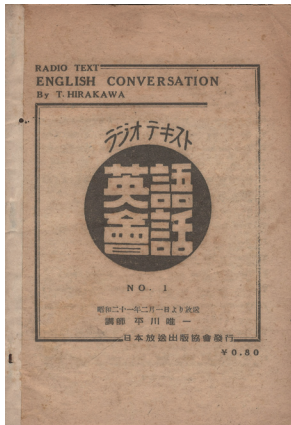 RADIO TEXT
ENGLISH CONVERSATION
By T. HIRAKAWA
ラジオ テキスト
英語
會話
NO. 1
昭和二十一年二月一日より放送
講師 平川唯一
日本放送出版協會發行
¥0.80